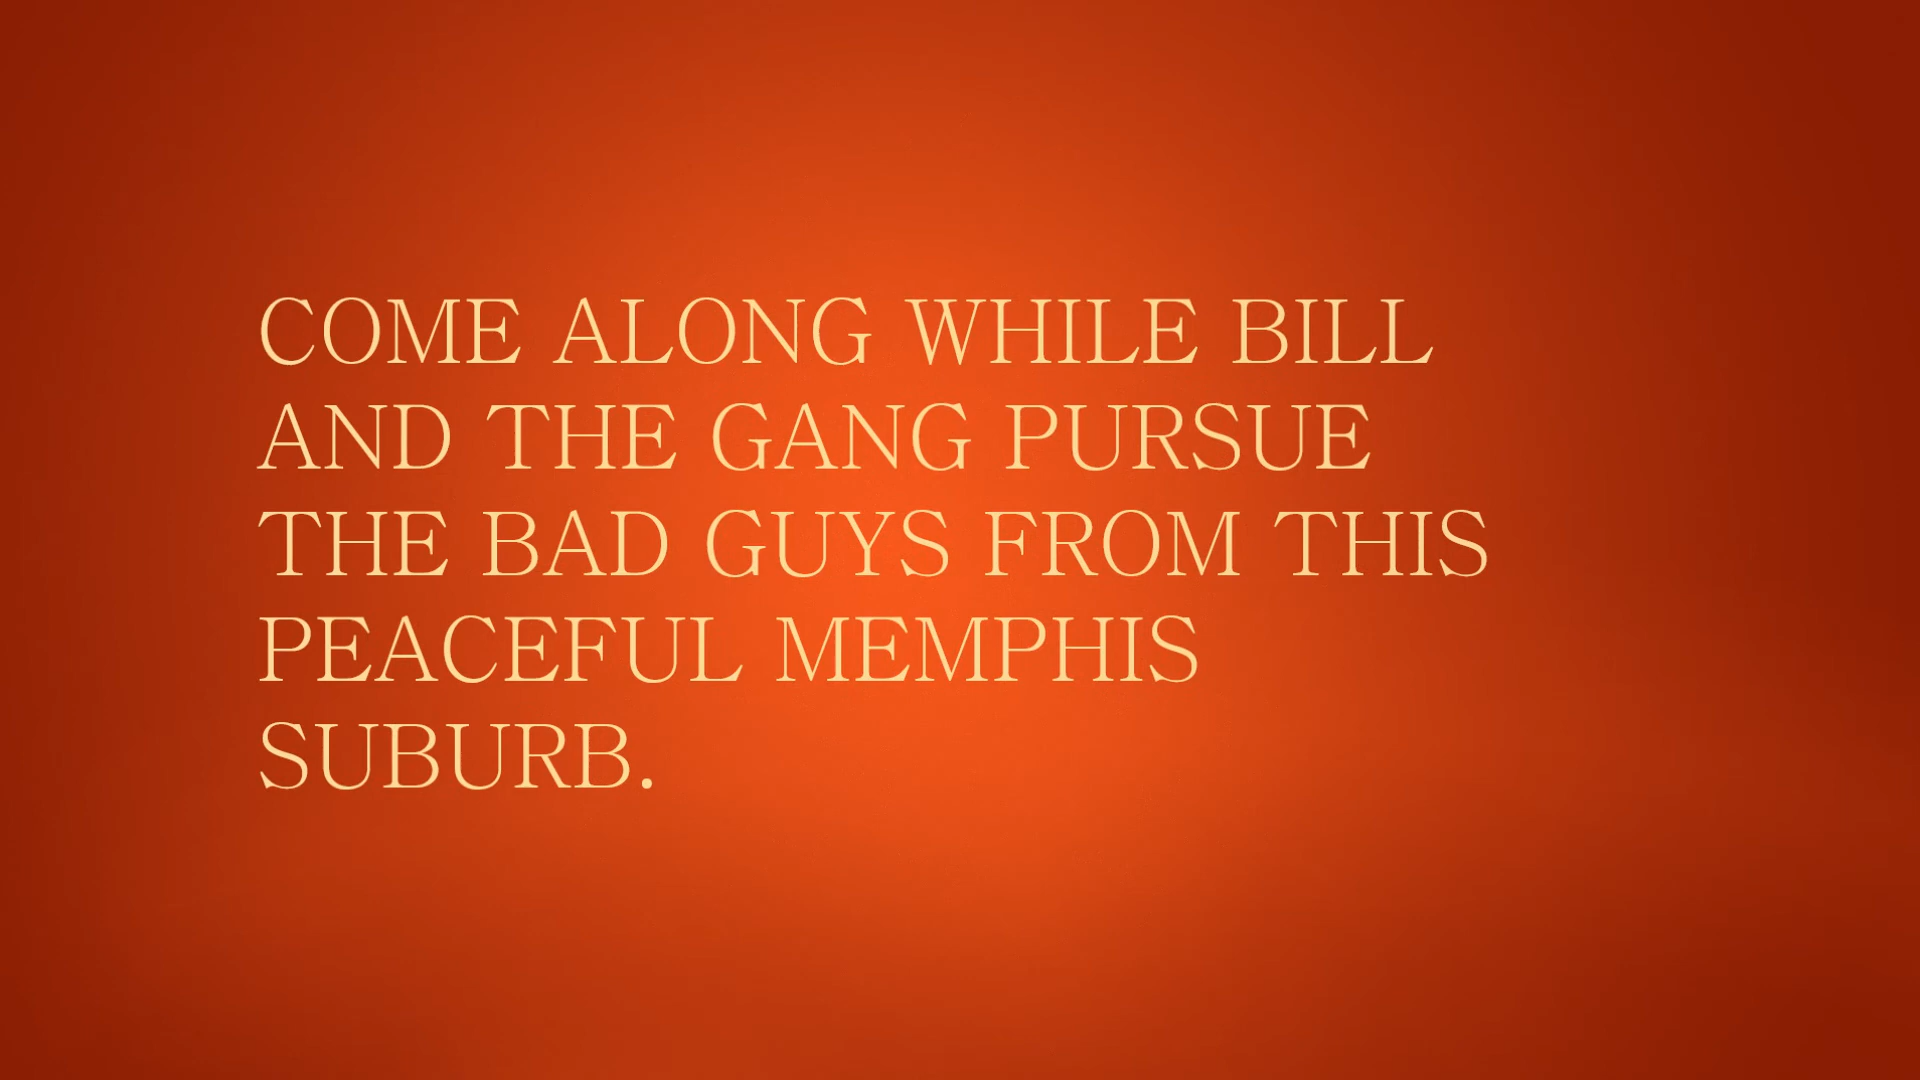 COME ALONG WHILE BILL
AND THE GANG PURSUE
THE BAD GUYS FROM THIS
PEACEFUL MEMPHIS
SUBURB.